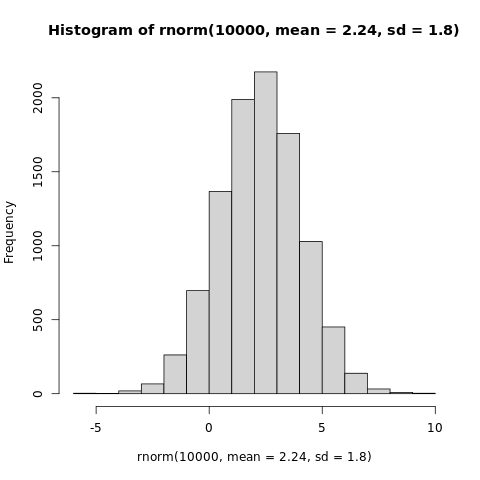 Histogram of rnorm(10000, mean = 2.24, sd = 1.8)
Frequency
2000
1500
1000
500
0
-5 0 5 10
rnorm(10000, mean = 2.24, sd = 1.8)